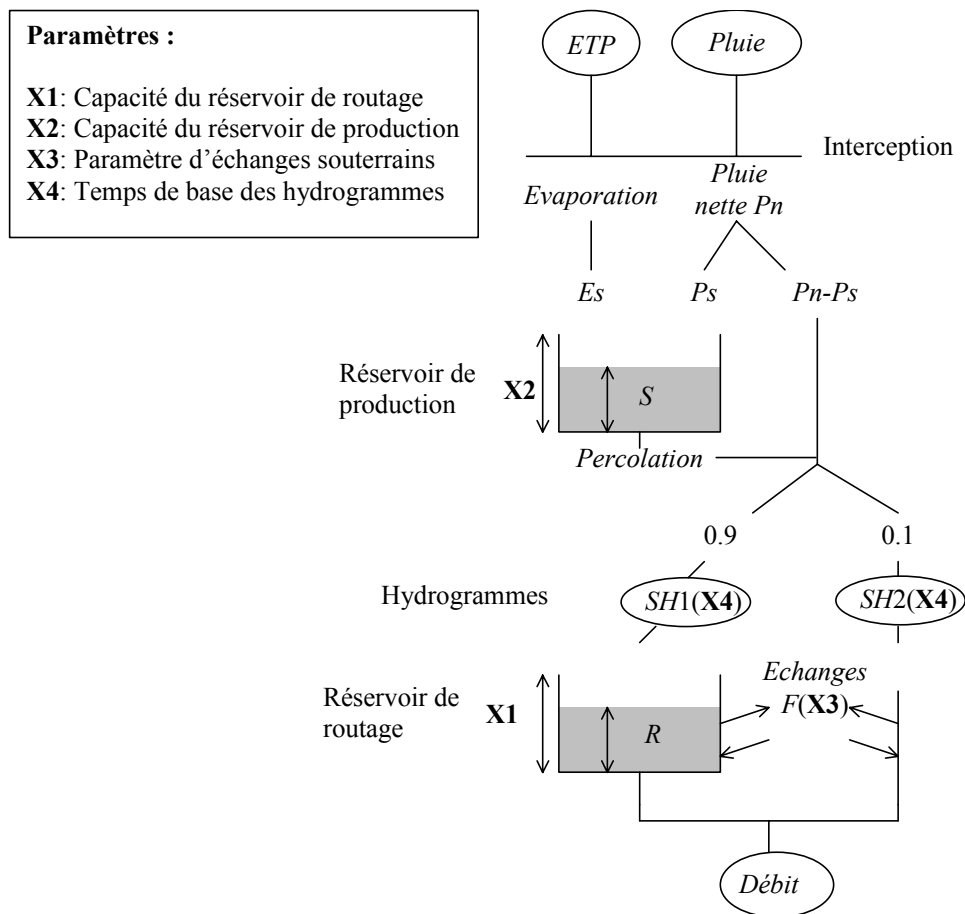 Paramètres :
X1: Capacité du réservoir de routage
X2: Capacité du réservoir de production
X3: Paramètre d’échanges souterrains
X4: Temps de base des hydrogrammes
ETP
Pluie
Interception
Evaporation
Pluie
nette Pn
Es
Ps
Pn-Ps
Réservoir de
production
X2
S
Percolation
0.9
0.1
Hydrogrammes
SH1(X4)
SH2(X4)
Réservoir de
routage
X1
R
Echanges
F(X3)
Débit